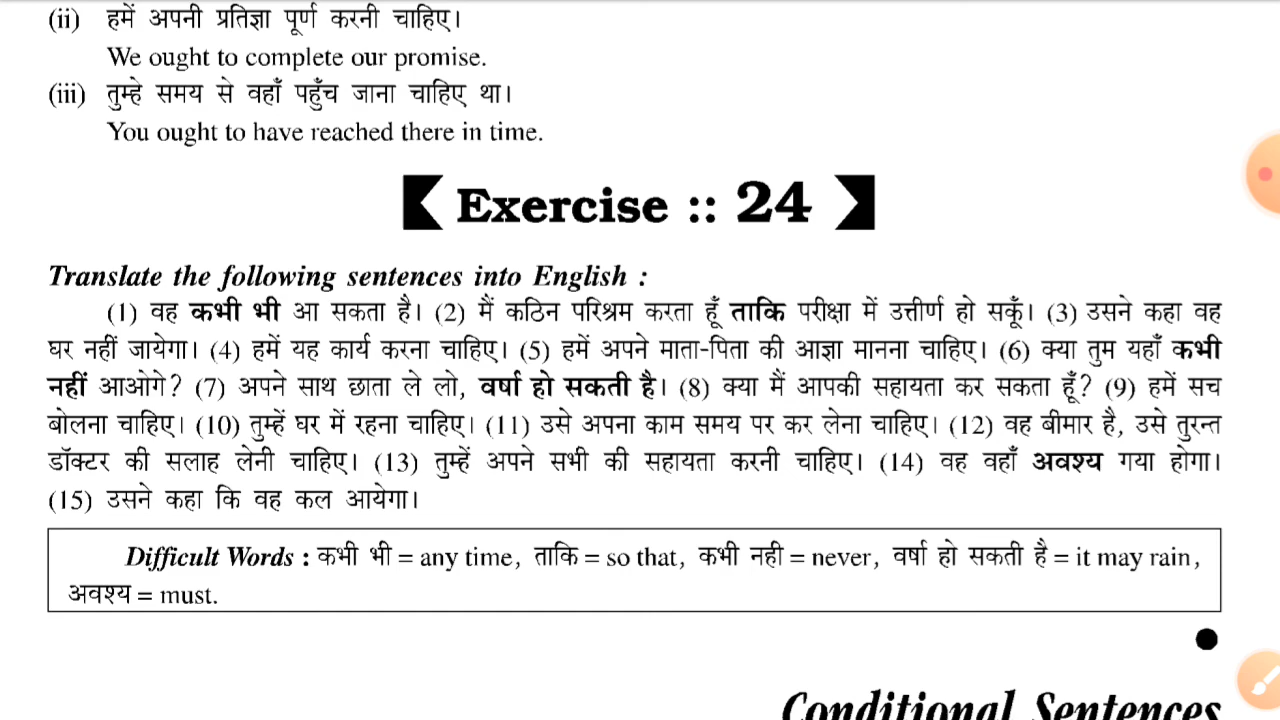 (ii) हमें अपनी प्रतिज्ञा पूर्ण करनी चाहिए।
We ought to complete our promise.
(iii) तुम्हे समय से वहाँ पहुँच जाना चाहिए था।
You ought to have reached there in time.
Exercise :: 24
Translate the following sentences into English :
(1) वह कभी भी आ सकता है। (2) मैं कठिन परिश्रम करता हूँ ताकि परीक्षा में उत्तीर्ण हो सकूँ। (3) उसने कहा वह
घर नहीं जायेगा। (4) हमें यह कार्य करना चाहिए। (5) हमें अपने माता-पिता की आज्ञा मानना चाहिए। (6) क्या तुम यहाँ कभी
नहीं आओगे? (7) अपने साथ छाता ले लो, वर्षा हो सकती है। (8) क्या मैं आपकी सहायता कर सकता हूँ? (9) हमें सच
बोलना चाहिए। (10) तुम्हें घर में रहना चाहिए। (11) उसे अपना काम समय पर कर लेना चाहिए। (12) वह बीमार है, उसे तुरन्त
डॉक्टर की सलाह लेनी चाहिए। (13) तुम्हें अपने सभी की सहायता करनी चाहिए। (14) वह वहाँ अवश्य गया होगा।
(15) उसने कहा कि वह कल आयेगा।
Difficult Words : कभी भी = any time, ताकि = so that, कभी नही = never, वर्षा हो सकती है = it may rain,
अवश्य = must.
Conditional Sentences